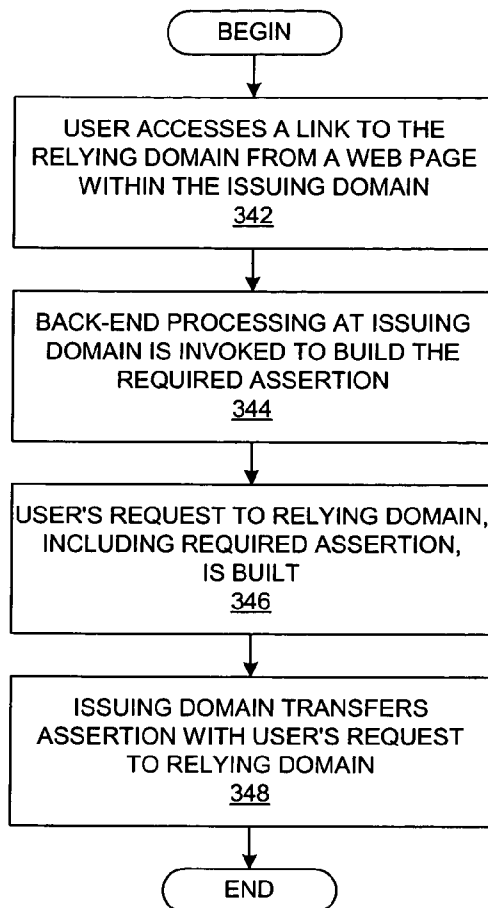 BEGIN
USER ACCESSES A LINK TO THE
RELYING DOMAIN FROM A WEB PAGE
WITHIN THE ISSUING DOMAIN
342
BACK-END PROCESSING AT ISSUING
DOMAIN IS INVOKED TO BUILD THE
REQUIRED ASSERTION
344
USER'S REQUEST TO RELYING DOMAIN,
INCLUDING REQUIRED ASSERTION,
IS BUILT
346
ISSUING DOMAIN TRANSFERS
ASSERTION WITH USER'S REQUEST
TO RELYING DOMAIN
348
END